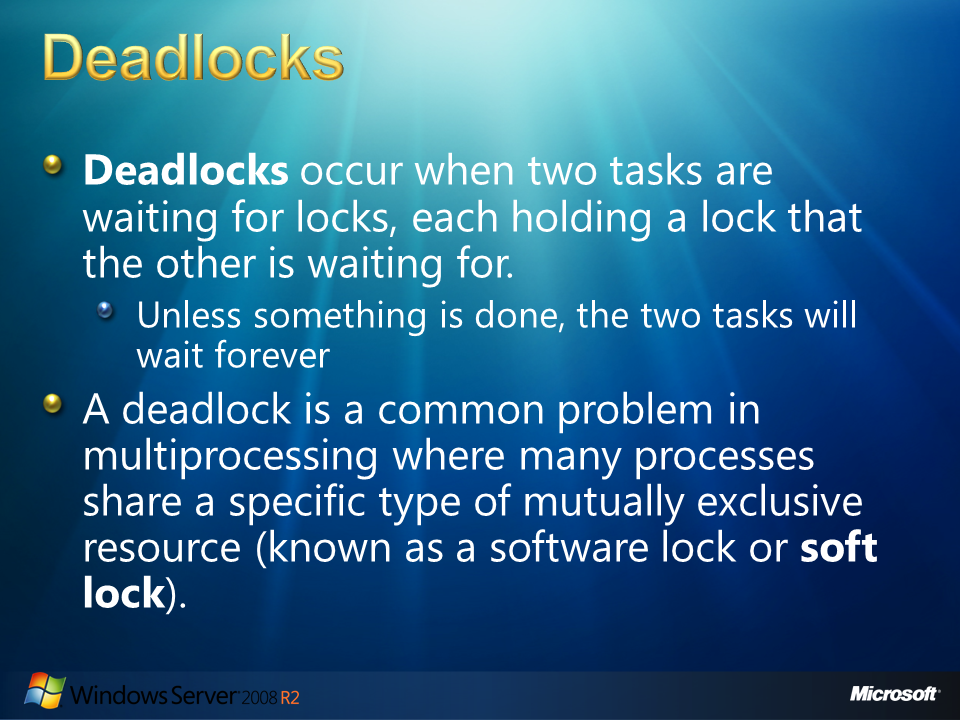 Deadlocks
Deadlocks occur when two tasks are
waiting for locks, each holding a lock that
the other is waiting for.
Unless something is done, the two tasks will
wait forever
A deadlock is a common problem in
multiprocessing where many processes
share a specific type of mutually exclusive
resource (known as a software lock or soft
lock).
Windows Server 2008 R2
Microsoft